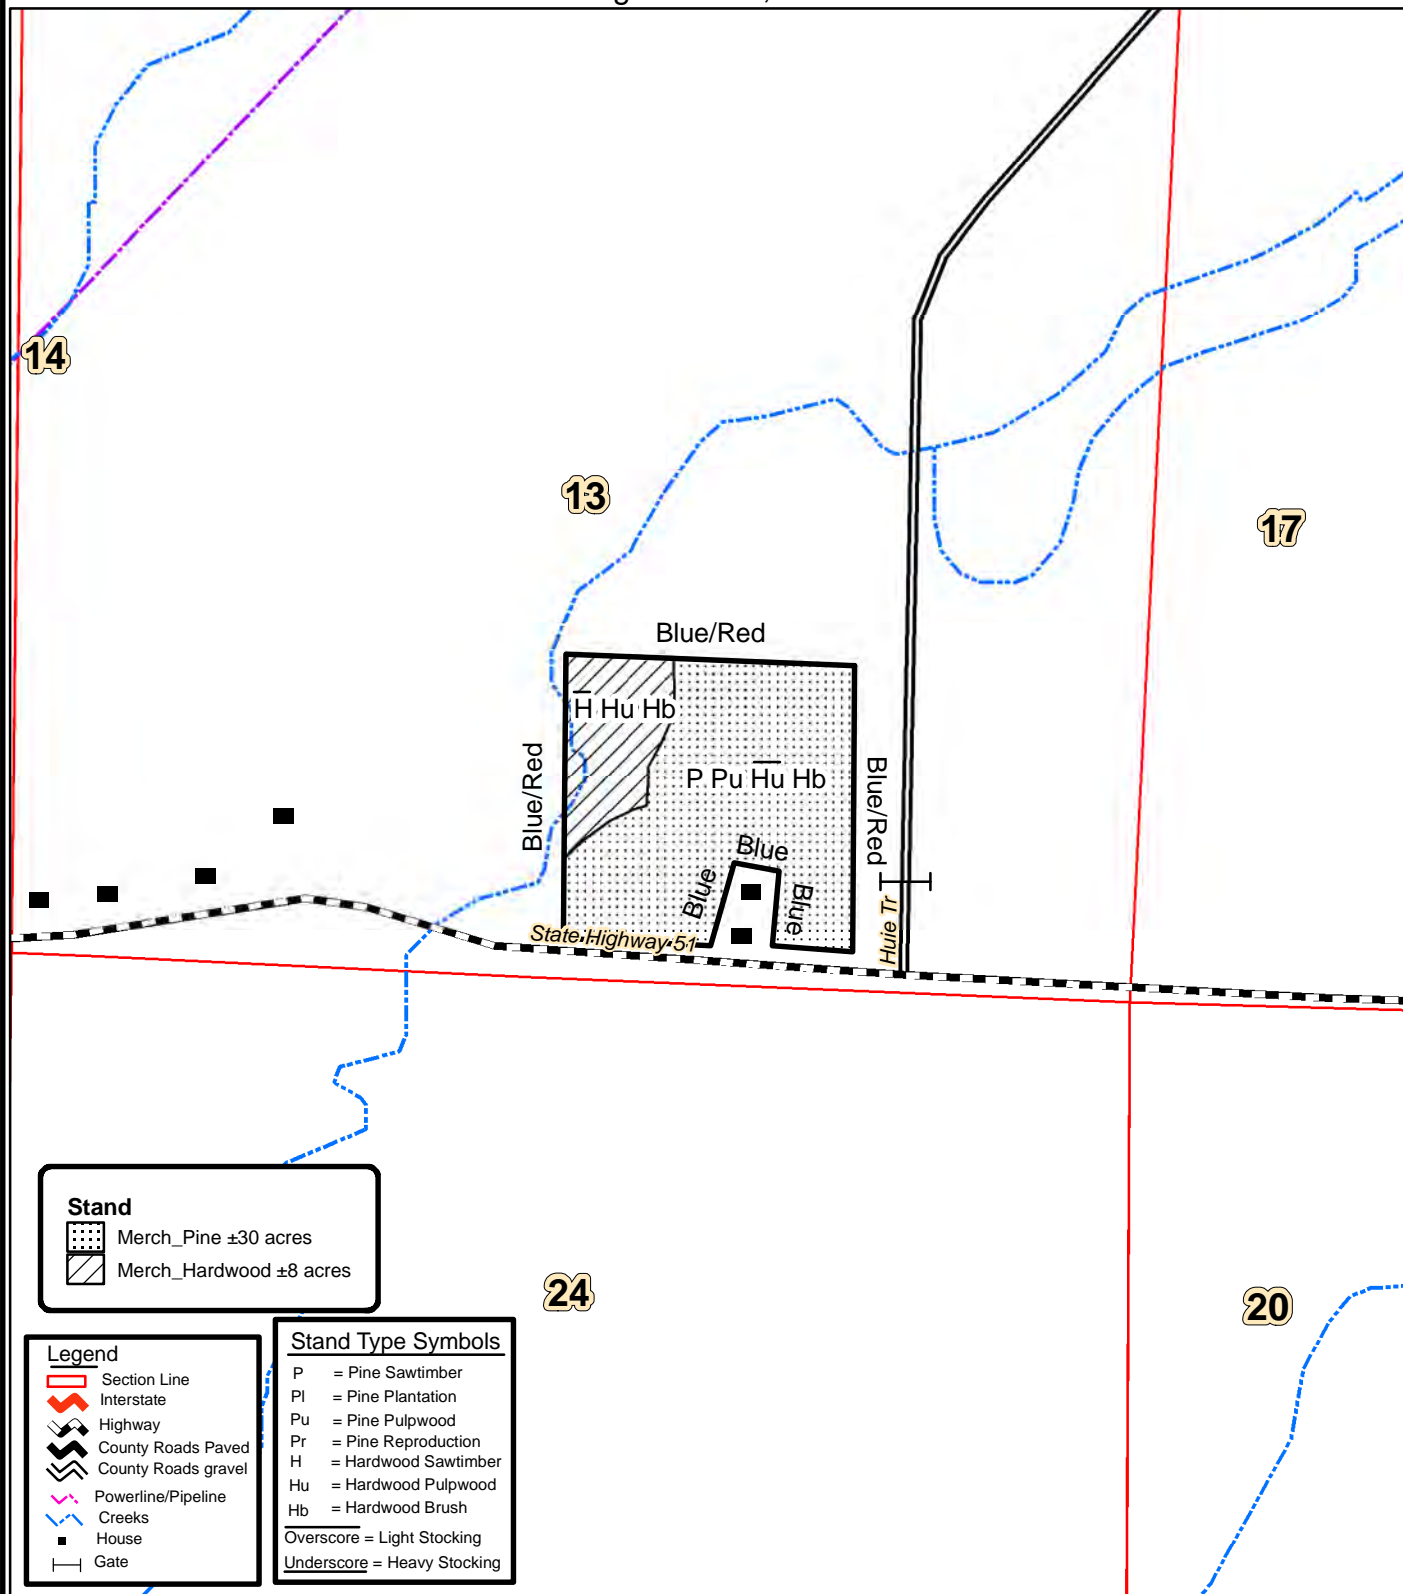 14
13
17
Blue/Red
H Hu Hb
Blue/Red
P Pu Hu Hb
Blue/Red
Blue
Blue
Blue
State Highway 51
Huie Tr
24
20
Stand
Merch_Pine ±30 acres
Merch_Hardwood ±8 acres
Legend
Section Line
Interstate
Highway
County Roads Paved
County Roads gravel
Powerline/Pipeline
Creeks
House
Gate
Stand Type Symbols
P = Pine Sawtimber
Pl = Pine Plantation
Pu = Pine Pulpwood
Pr = Pine Reproduction
H = Hardwood Sawtimber
Hu = Hardwood Pulpwood
Hb = Hardwood Brush
Overscore = Light Stocking
Underscore = Heavy Stocking